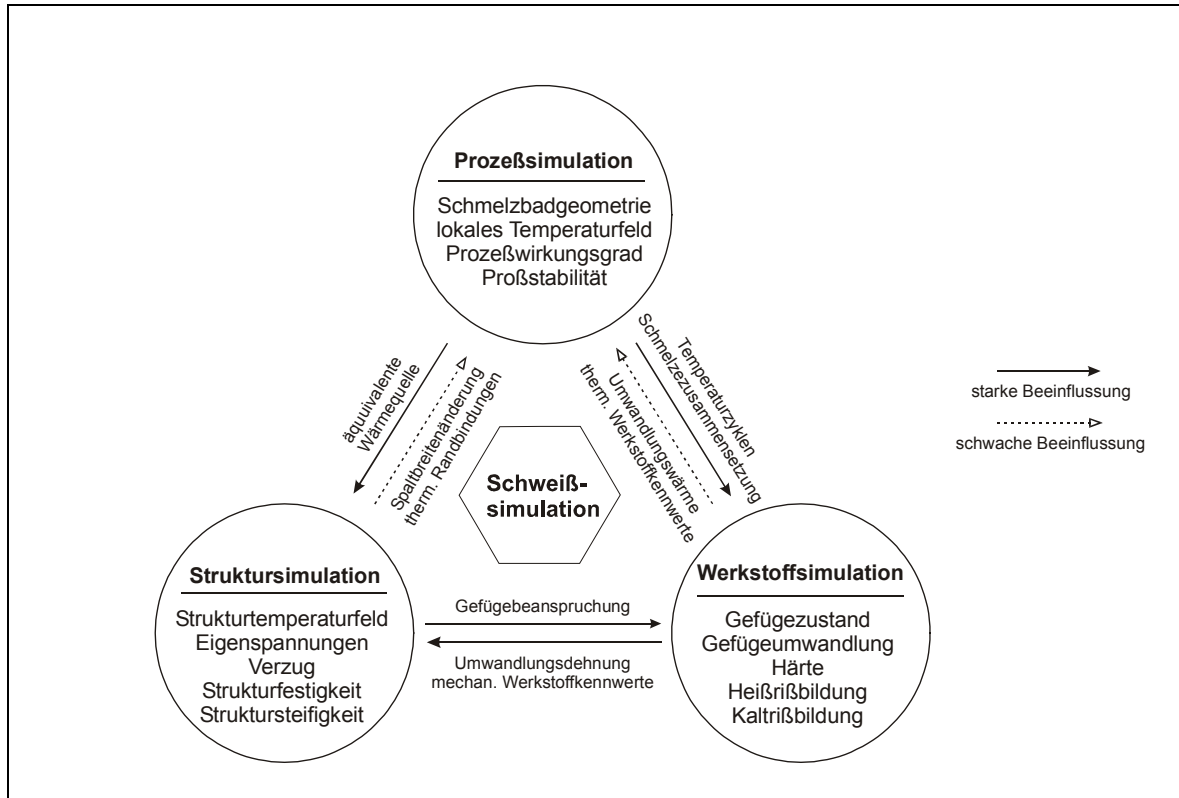 Prozeßsimulation
Schmelzbadgeometrie
lokales Temperaturfeld
Prozeßwirkungsgrad
Proßstabilität
äquuivalente
Wärmequelle
Spaltbreitenänderung
therm. Randbindungen
Temperaturzyklen
Schmelzezusammensetzung
Umwandlungswärme
therm. Werkstoffkennwerte
starke Beeinflussung
schwache Beeinflussung
Schweiß-
simulation
Struktursimulation
Strukturtemperaturfeld
Eigenspannungen
Verzug
Strukturfestigkeit
Struktursteifigkeit
Gefügebeanspruchung
Umwandlungsdehnung
mechan. Werkstoffkennwerte
Werkstoffsimulation
Gefügezustand
Gefügeumwandlung
Härte
Heißrißbildung
Kaltrißbildung